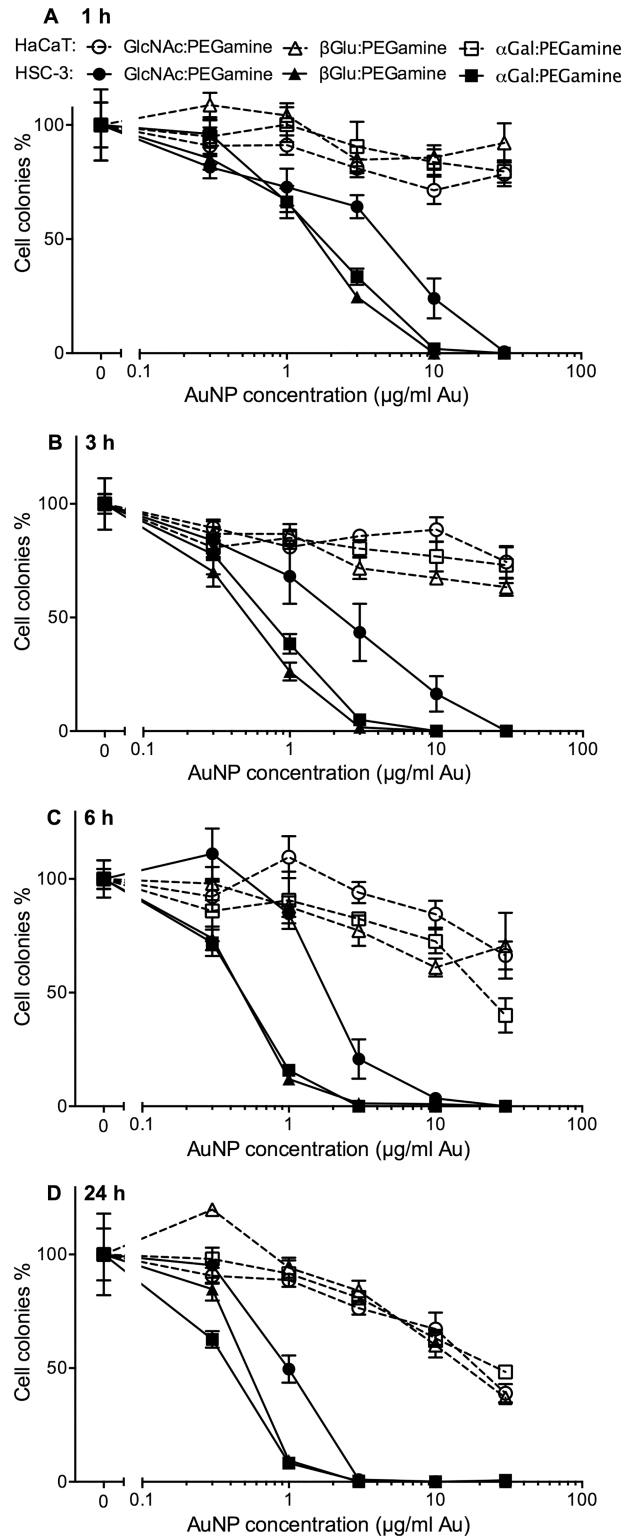 A 1 h
HaCaT: GlcNAc:PEGamine βGlu:PEGamine αGal:PEGamine
HSC-3: GlcNAc:PEGamine βGlu:PEGamine αGal:PEGamine
Cell colonies %
100
50
0
0 0.1 1 10 100
AuNP concentration (µg/ml Au)
B 3 h
Cell colonies %
100
50
0
0 0.1 1 10 100
AuNP concentration (µg/ml Au)
C 6 h
Cell colonies %
100
50
0
0 0.1 1 10 100
AuNP concentration (µg/ml Au)
D 24 h
Cell colonies %
100
50
0
0 0.1 1 10 100
AuNP concentration (µg/ml Au)